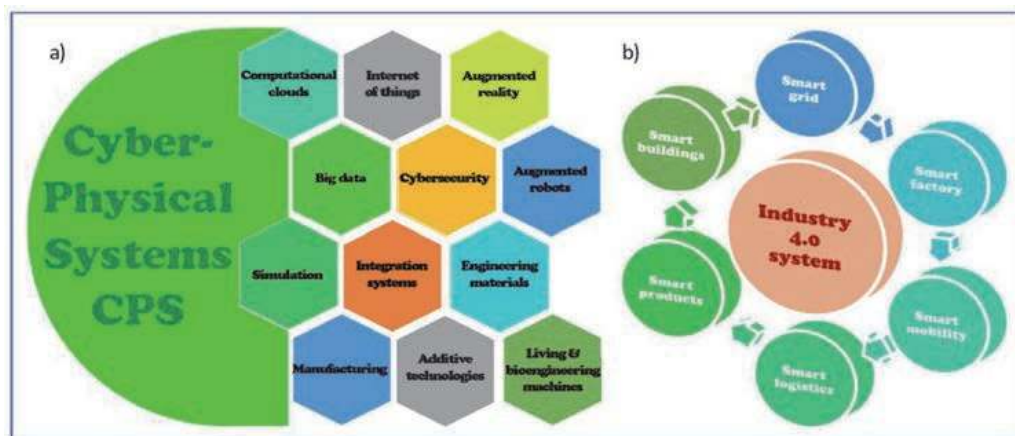 a)
Cyber-
Physical
Systems
CPS
Computational
clouds
Internet
of things
Augmented
reality
Big data
Cybersecurity
Augmented
robots
Simulation
Integration
systems
Engineering
materials
Manufacturing
Additive
technologies
Living &
bioengineering
machines
b)
Smart
grid
Smart
buildings
Smart
factory
Industry
4.0
system
Smart
products
Smart
mobility
Smart
logistics